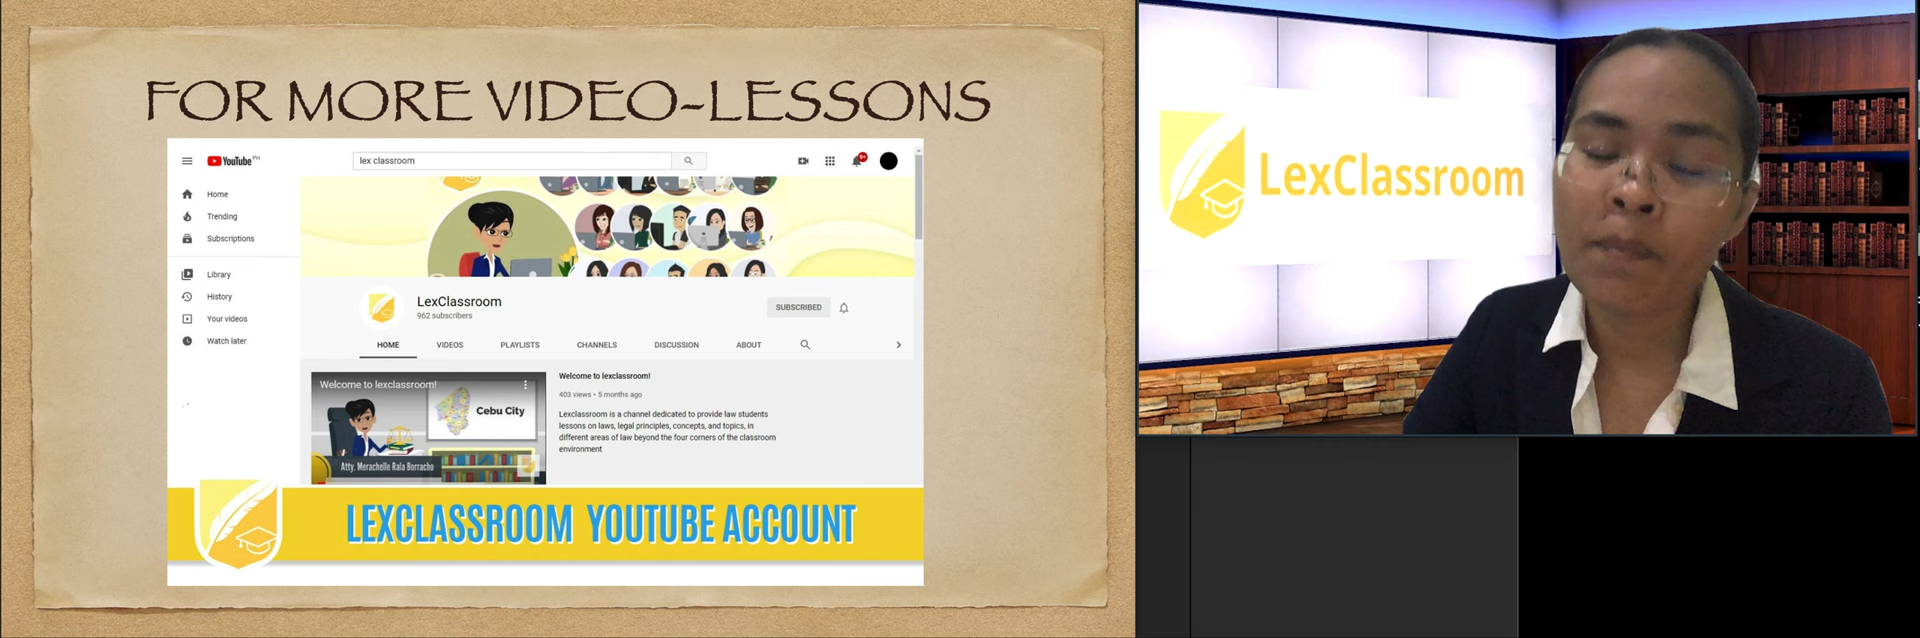 FOR MORE VIDEO-LESSONS
YouTube PH
lex classroom
9+
Home
Trending
Subscriptions
Library
History
Your videos
Watch later
LexClassroom
962 subscribers
SUBSCRIBED
HOME VIDEOS PLAYLISTS CHANNELS DISCUSSION ABOUT
Welcome to lexclassroom!
Cebu City
Atty. Merachelle Rala Borracho
Welcome to lexclassroom!
403 views • 5 months ago
Lexclassroom is a channel dedicated to provide law students
lessons on laws, legal principles, concepts, and topics, in
different areas of law beyond the four corners of the classroom
environment
LEXCLASSROOM YOUTUBE ACCOUNT
LexClassroom